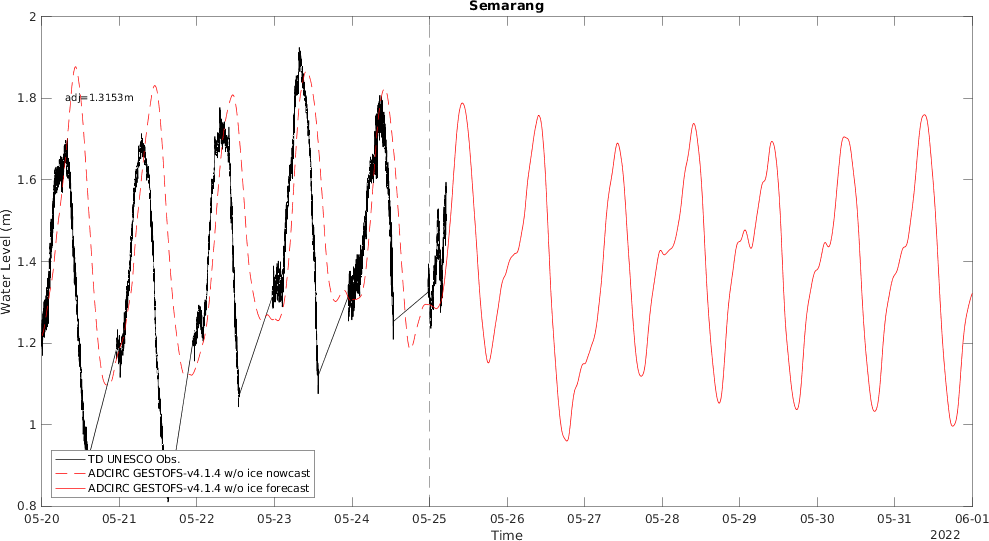 Semarang
2
1.8
1.6
1.4
1.2
1
0.8
Water Level (m)
adj=1.3153m
TD UNESCO Obs.
ADCIRC GESTOFS-v4.1.4 w/o ice nowcast
ADCIRC GESTOFS-v4.1.4 w/o ice forecast
05-20 05-21 05-22 05-23 05-24 05-25 05-26 05-27 05-28 05-29 05-30 05-31 06-01
Time
2022